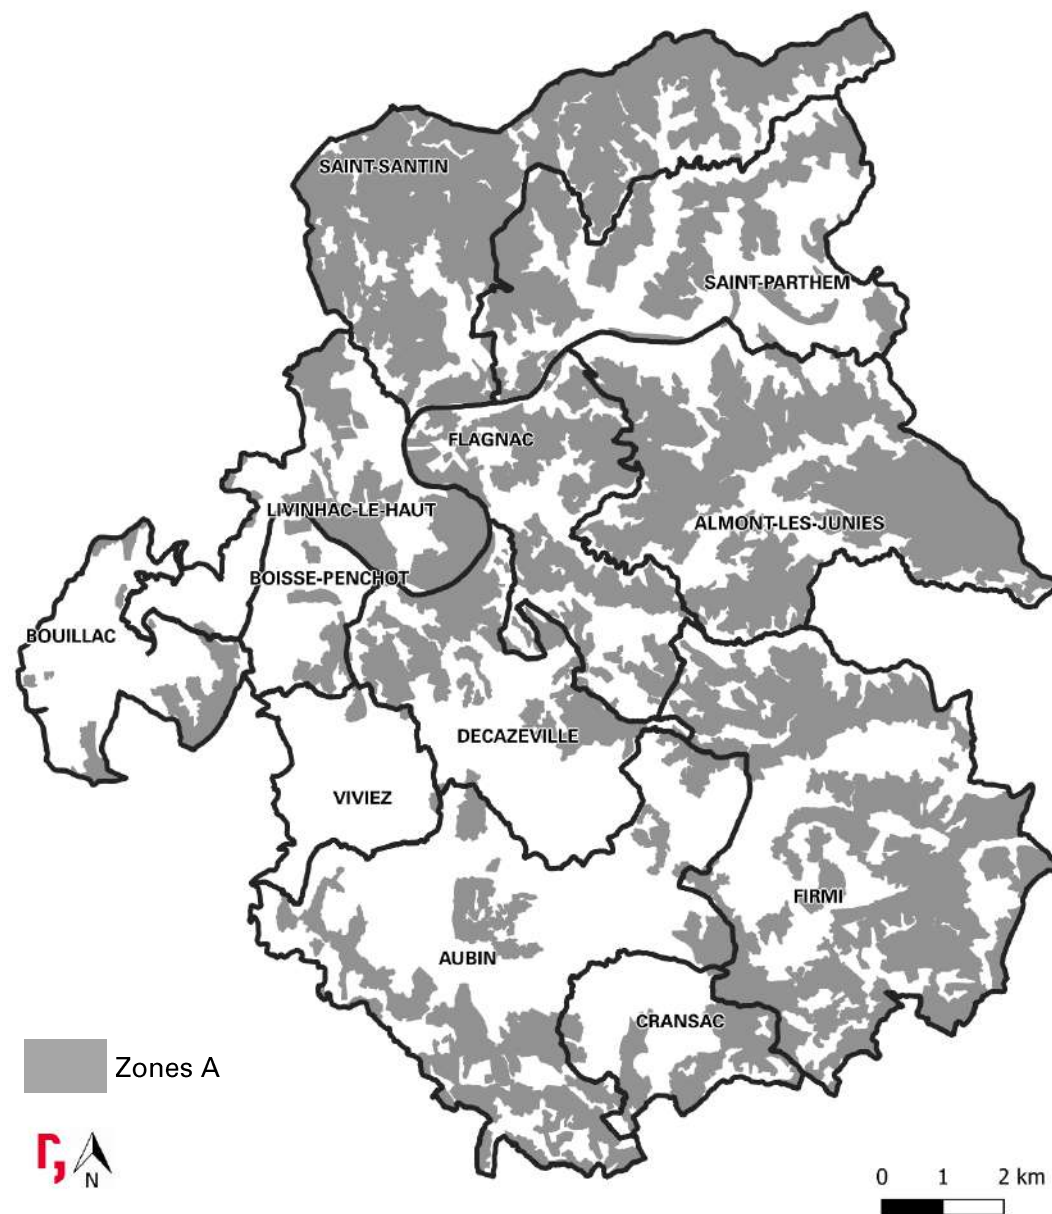 SAINT-SANTIN
SAINT-PARTHEM
FLAGNAC
LIVINHAC-LE-HAUT
ALMONT-LES-JUNIES
BOISSE-PENCHOT
BOUILLAC
DECAZEVILLE
VIVIEZ
FIRMI
AUBIN
CRANSAC
Zones A
r,
N
0 1 2 km